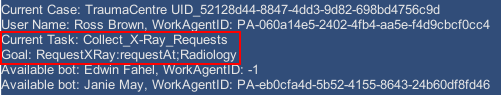 Current Case: TraumaCentre UID_52128d44-8847-4dd3-9d82-698bd4756c9d
User Name: Ross Brown, WorkAgentID: PA-060a14e5-2402-4fb4-aa5e-f4d9cbcf0cc4
Current Task: Collect_X-Ray_Requests
Goal: RequestXRay:requestAt;Radiology
Available bot: Edwin Fahel, WorkAgentID: -1
Available bot: Janie May, WorkAgentID: PA-eb0cfa4d-5b52-4155-8643-24b60df8fd46